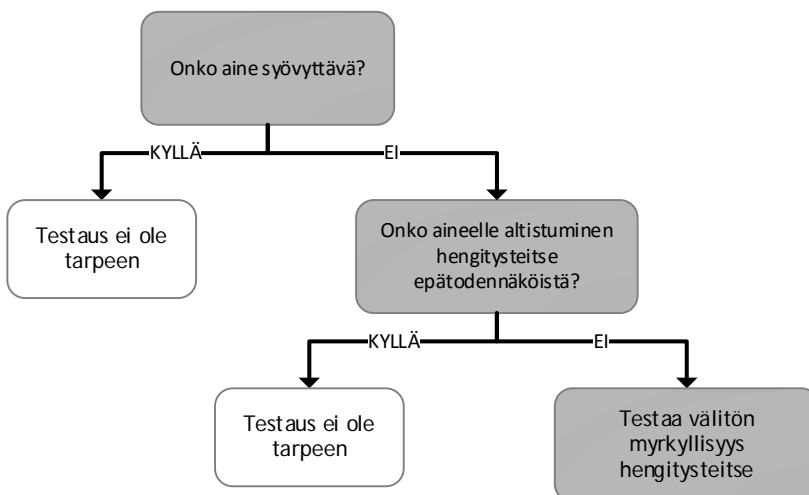 Onko aine syövyttävä?
KYLLÄ
EI
Testaus ei ole
tarpeen
Onko aineelle altistuminen
hengitysteitse
epätodennäköistä?
KYLLÄ
EI
Testaus ei ole
tarpeen
Testaa välitön
myrkyllisyys
hengitysteitse